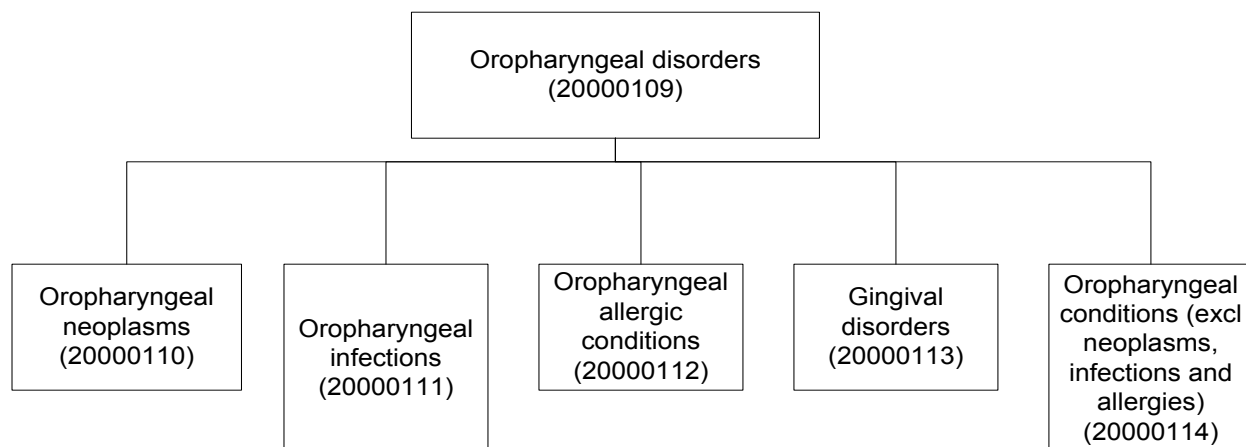 Oropharyngeal disorders
(20000109)
Oropharyngeal
neoplasms
(20000110)
Oropharyngeal
infections
(20000111)
Oropharyngeal
allergic
conditions
(20000112)
Gingival
disorders
(20000113)
Oropharyngeal
conditions (excl
neoplasms,
infections and
allergies)
(20000114)